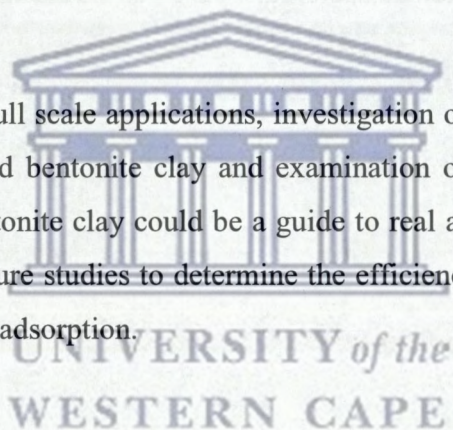 ull scale applications, investigation o
d bentonite clay and examination o
tonite clay could be a guide to real a
ure studies to determine the efficienc
adsorption.
UNIVERSITY of the
WESTERN CAPE